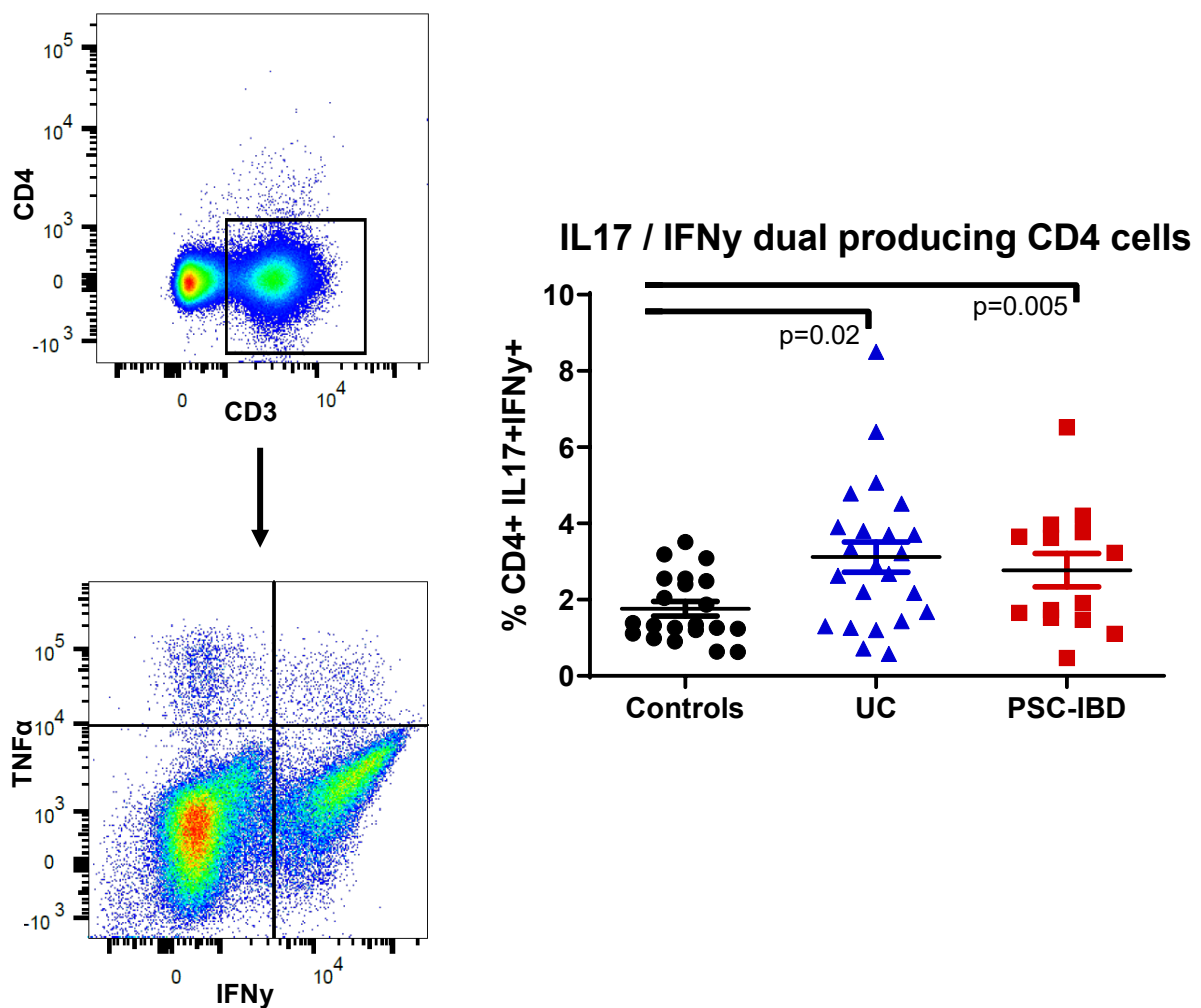 10^5
10^4
10^3
0
-10^3
CD4
0
10^4
CD3
10^5
10^4
10^3
0
-10^3
TNFα
0
10^4
IFNy
IL17 / IFNy dual producing CD4 cells
p=0.005
p=0.02
10
8
6
4
2
0
% CD4+ IL17+IFNy+
Controls
UC
PSC-IBD